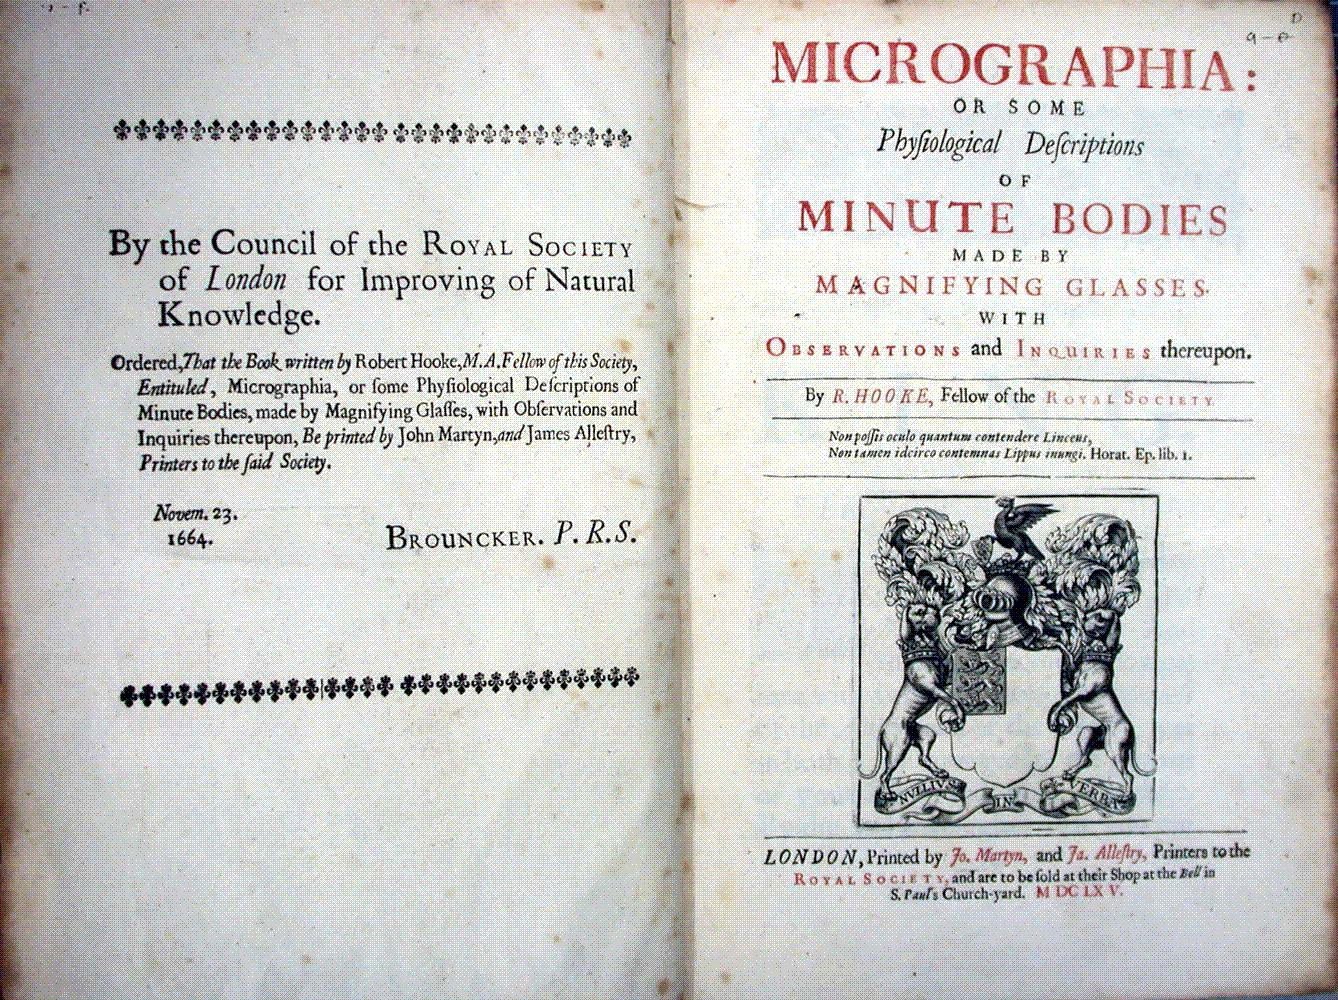 By the Council of the ROYAL SOCIETY
of London for Improving of Natural
Knowledge.
Ordered, That the Book written by Robert Hooke, M.A. Fellow of this Society,
Entituled, Micrographia, or ſome Phyſiological Deſcriptions of
Minute Bodies, made by Magnifying Glaſſes, with Obſervations and
Inquiries thereupon, Be printed by John Martyn, and James Alleſtry,
Printers to the ſaid Society.
Novem. 23.
1664.
BROUNCKER. P. R. S.
MICROGRAPHIA:
OR SOME
Phyſiological Deſcriptions
OF
MINUTE BODIES
MADE BY
MAGNIFYING GLASSES.
WITH
OBSERVATIONS and INQUIRIES thereupon.
By R. HOOKE, Fellow of the ROYAL SOCIETY
Non poſſis oculo quantum contendere Linceus,
Non tamen idcirco contemnas Lippus inungi. Horat. Ep. lib. 1.
NULLIUS IN VERBA
LONDON, Printed by Jo. Martyn, and Ja. Alleſtry, Printers to the
ROYAL SOCIETY, and are to be ſold at their Shop at the Bell in
S. Paul's Church-yard. M DC LX V.